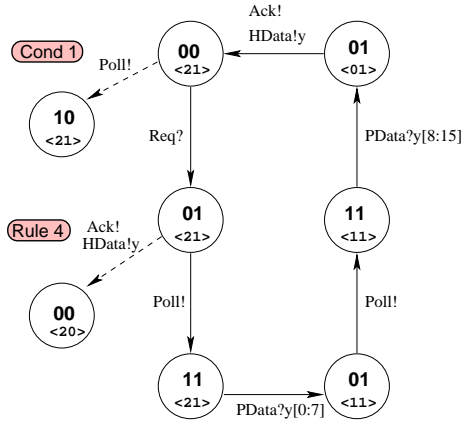 Ack!
HData!y
Cond 1
Poll!
00
<21>
01
<01>
10
<21>
Req?
PData?y[8:15]
Rule 4
Ack!
HData!y
01
<21>
11
<11>
00
<20>
Poll!
Poll!
11
<21>
PData?y[0:7]
01
<11>